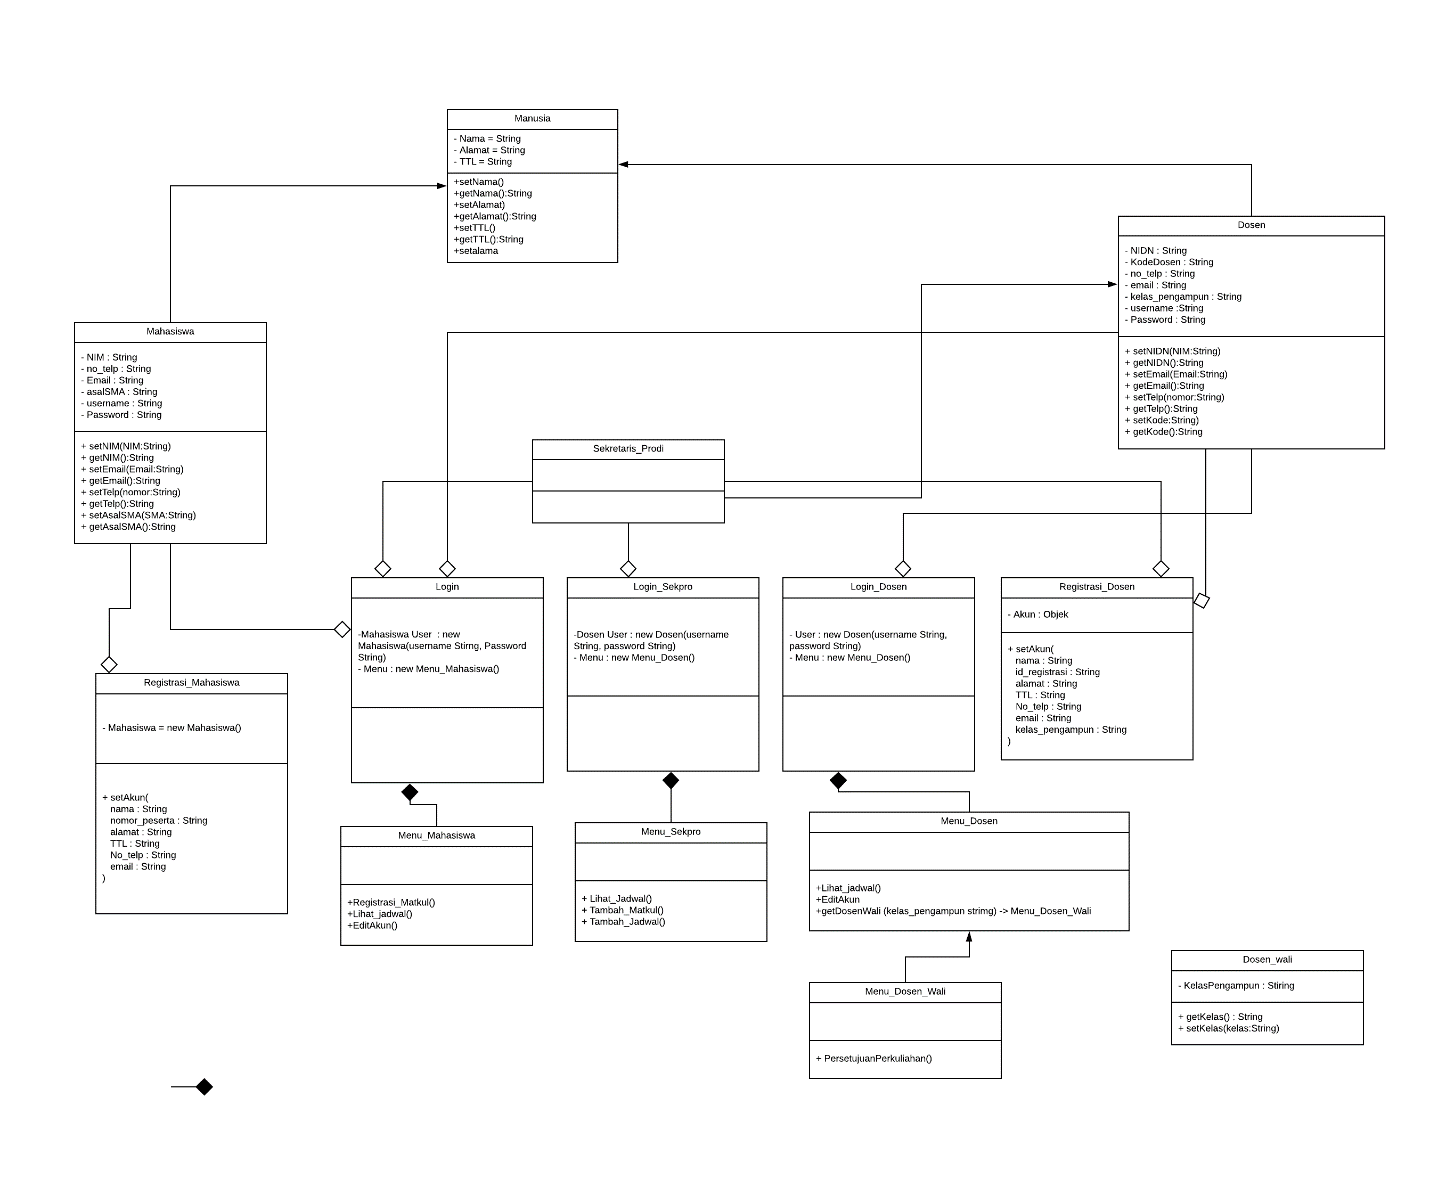 Manusia
- Nama = String
- Alamat = String
- TTL = String
+setNama()
+getNama():String
+setAlamat)
+getAlamat():String
+setTTL()
+getTTL():String
+setalama
Dosen
- NIDN : String
- KodeDosen : String
- no_telp : String
- email : String
- kelas_pengampun : String
- username :String
- Password : String
+ setNIDN(NIM:String)
+ getNIDN():String
+ setEmail(Email:String)
+ getEmail():String
+ setTelp(nomor:String)
+ getTelp():String
+ setKode:String)
+ getKode():String
Mahasiswa
- NIM : String
- no_telp : String
- Email : String
- asalSMA : String
- username : String
- Password : String
+ setNIM(NIM:String)
+ getNIM():String
+ setEmail(Email:String)
+ getEmail():String
+ setTelp(nomor:String)
+ getTelp():String
+ setAsalSMA(SMA:String)
+ getAsalSMA():String
Sekretaris_Prodi
Login
-Mahasiswa User : new
Mahasiswa(username Stirng, Password
String)
- Menu : new Menu_Mahasiswa()
Login_Sekpro
-Dosen User : new Dosen(username
String, password String)
- Menu : new Menu_Dosen()
Login_Dosen
- User : new Dosen(username String,
password String)
- Menu : new Menu_Dosen()
Registrasi_Dosen
- Akun : Objek
+ setAkun(
nama : String
id_registrasi : String
alamat : String
TTL : String
No_telp : String
email : String
kelas_pengampun : String
)
Registrasi_Mahasiswa
- Mahasiswa = new Mahasiswa()
+ setAkun(
nama : String
nomor_peserta : String
alamat : String
TTL : String
No_telp : String
email : String
)
Menu_Mahasiswa
+Registrasi_Matkul()
+Lihat_jadwal()
+EditAkun()
Menu_Sekpro
+ Lihat_Jadwal()
+ Tambah_Matkul()
+ Tambah_Jadwal()
Menu_Dosen
+Lihat_jadwal()
+EditAkun
+getDosenWali (kelas_pengampun strimg) -> Menu_Dosen_Wali
Menu_Dosen_Wali
+ PersetujuanPerkuliahan()
Dosen_wali
- KelasPengampun : Stiring
+ getKelas() : String
+ setKelas(kelas:String)